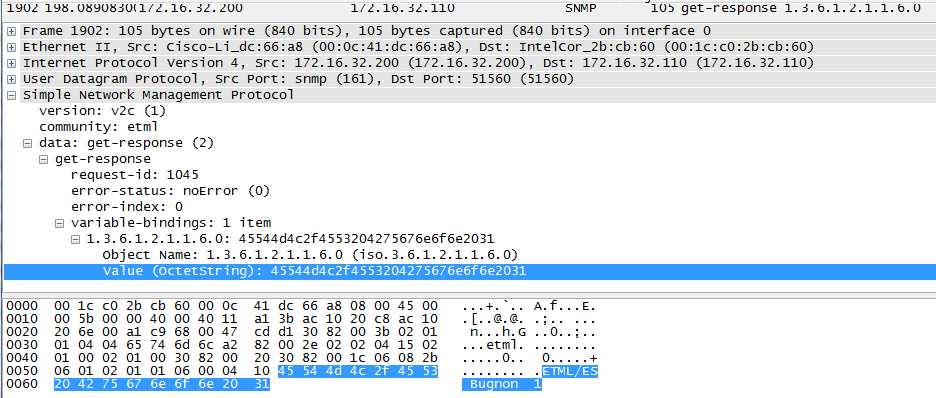 1902 198.0890830(172.16.32.200 172.16.32.110 SNMP 105 get-response 1.3.6.1.2.1.1.6.0
Frame 1902: 105 bytes on wire (840 bits), 105 bytes captured (840 bits) on interface 0
Ethernet II, Src: Cisco-Li_dc:66:a8 (00:0c:41:dc:66:a8), Dst: IntelCor_2b:cb:60 (00:1c:c0:2b:cb:60)
Internet Protocol Version 4, Src: 172.16.32.200 (172.16.32.200), Dst: 172.16.32.110 (172.16.32.110)
User Datagram Protocol, Src Port: snmp (161), Dst Port: 51560 (51560)
Simple Network Management Protocol
version: v2c (1)
community: etml
data: get-response (2)
get-response
request-id: 1045
error-status: noError (0)
error-index: 0
variable-bindings: 1 item
1.3.6.1.2.1.1.6.0: 45544d4c2f4553204275676e6f6e2031
Object Name: 1.3.6.1.2.1.1.6.0 (iso.3.6.1.2.1.1.6.0)
Value (OctetString): 45544d4c2f4553204275676e6f6e2031
0000 00 1c c0 2b cb 60 00 0c 41 dc 66 a8 08 00 45 00 ...+.`.. A.f...E.
0010 00 5b 00 00 40 00 40 11 a1 3b ac 10 20 c8 ac 10 .[..@.@. .;.. ...
0020 20 6e 00 a1 c9 68 00 47 cd d1 30 82 00 3b 02 01 n...h.G ..0..;..
0030 01 04 04 65 74 6d 6c a2 82 00 2e 02 02 04 15 02 ...etml. ........
0040 01 00 02 01 00 30 82 00 20 30 82 00 1c 06 08 2b .....0.. 0.....+
0050 06 01 02 01 01 06 00 04 10 45 54 4d 4c 2f 45 53 ........ .ETML/ES
0060 20 42 75 67 6e 6f 6e 20 31 Bugnon 1